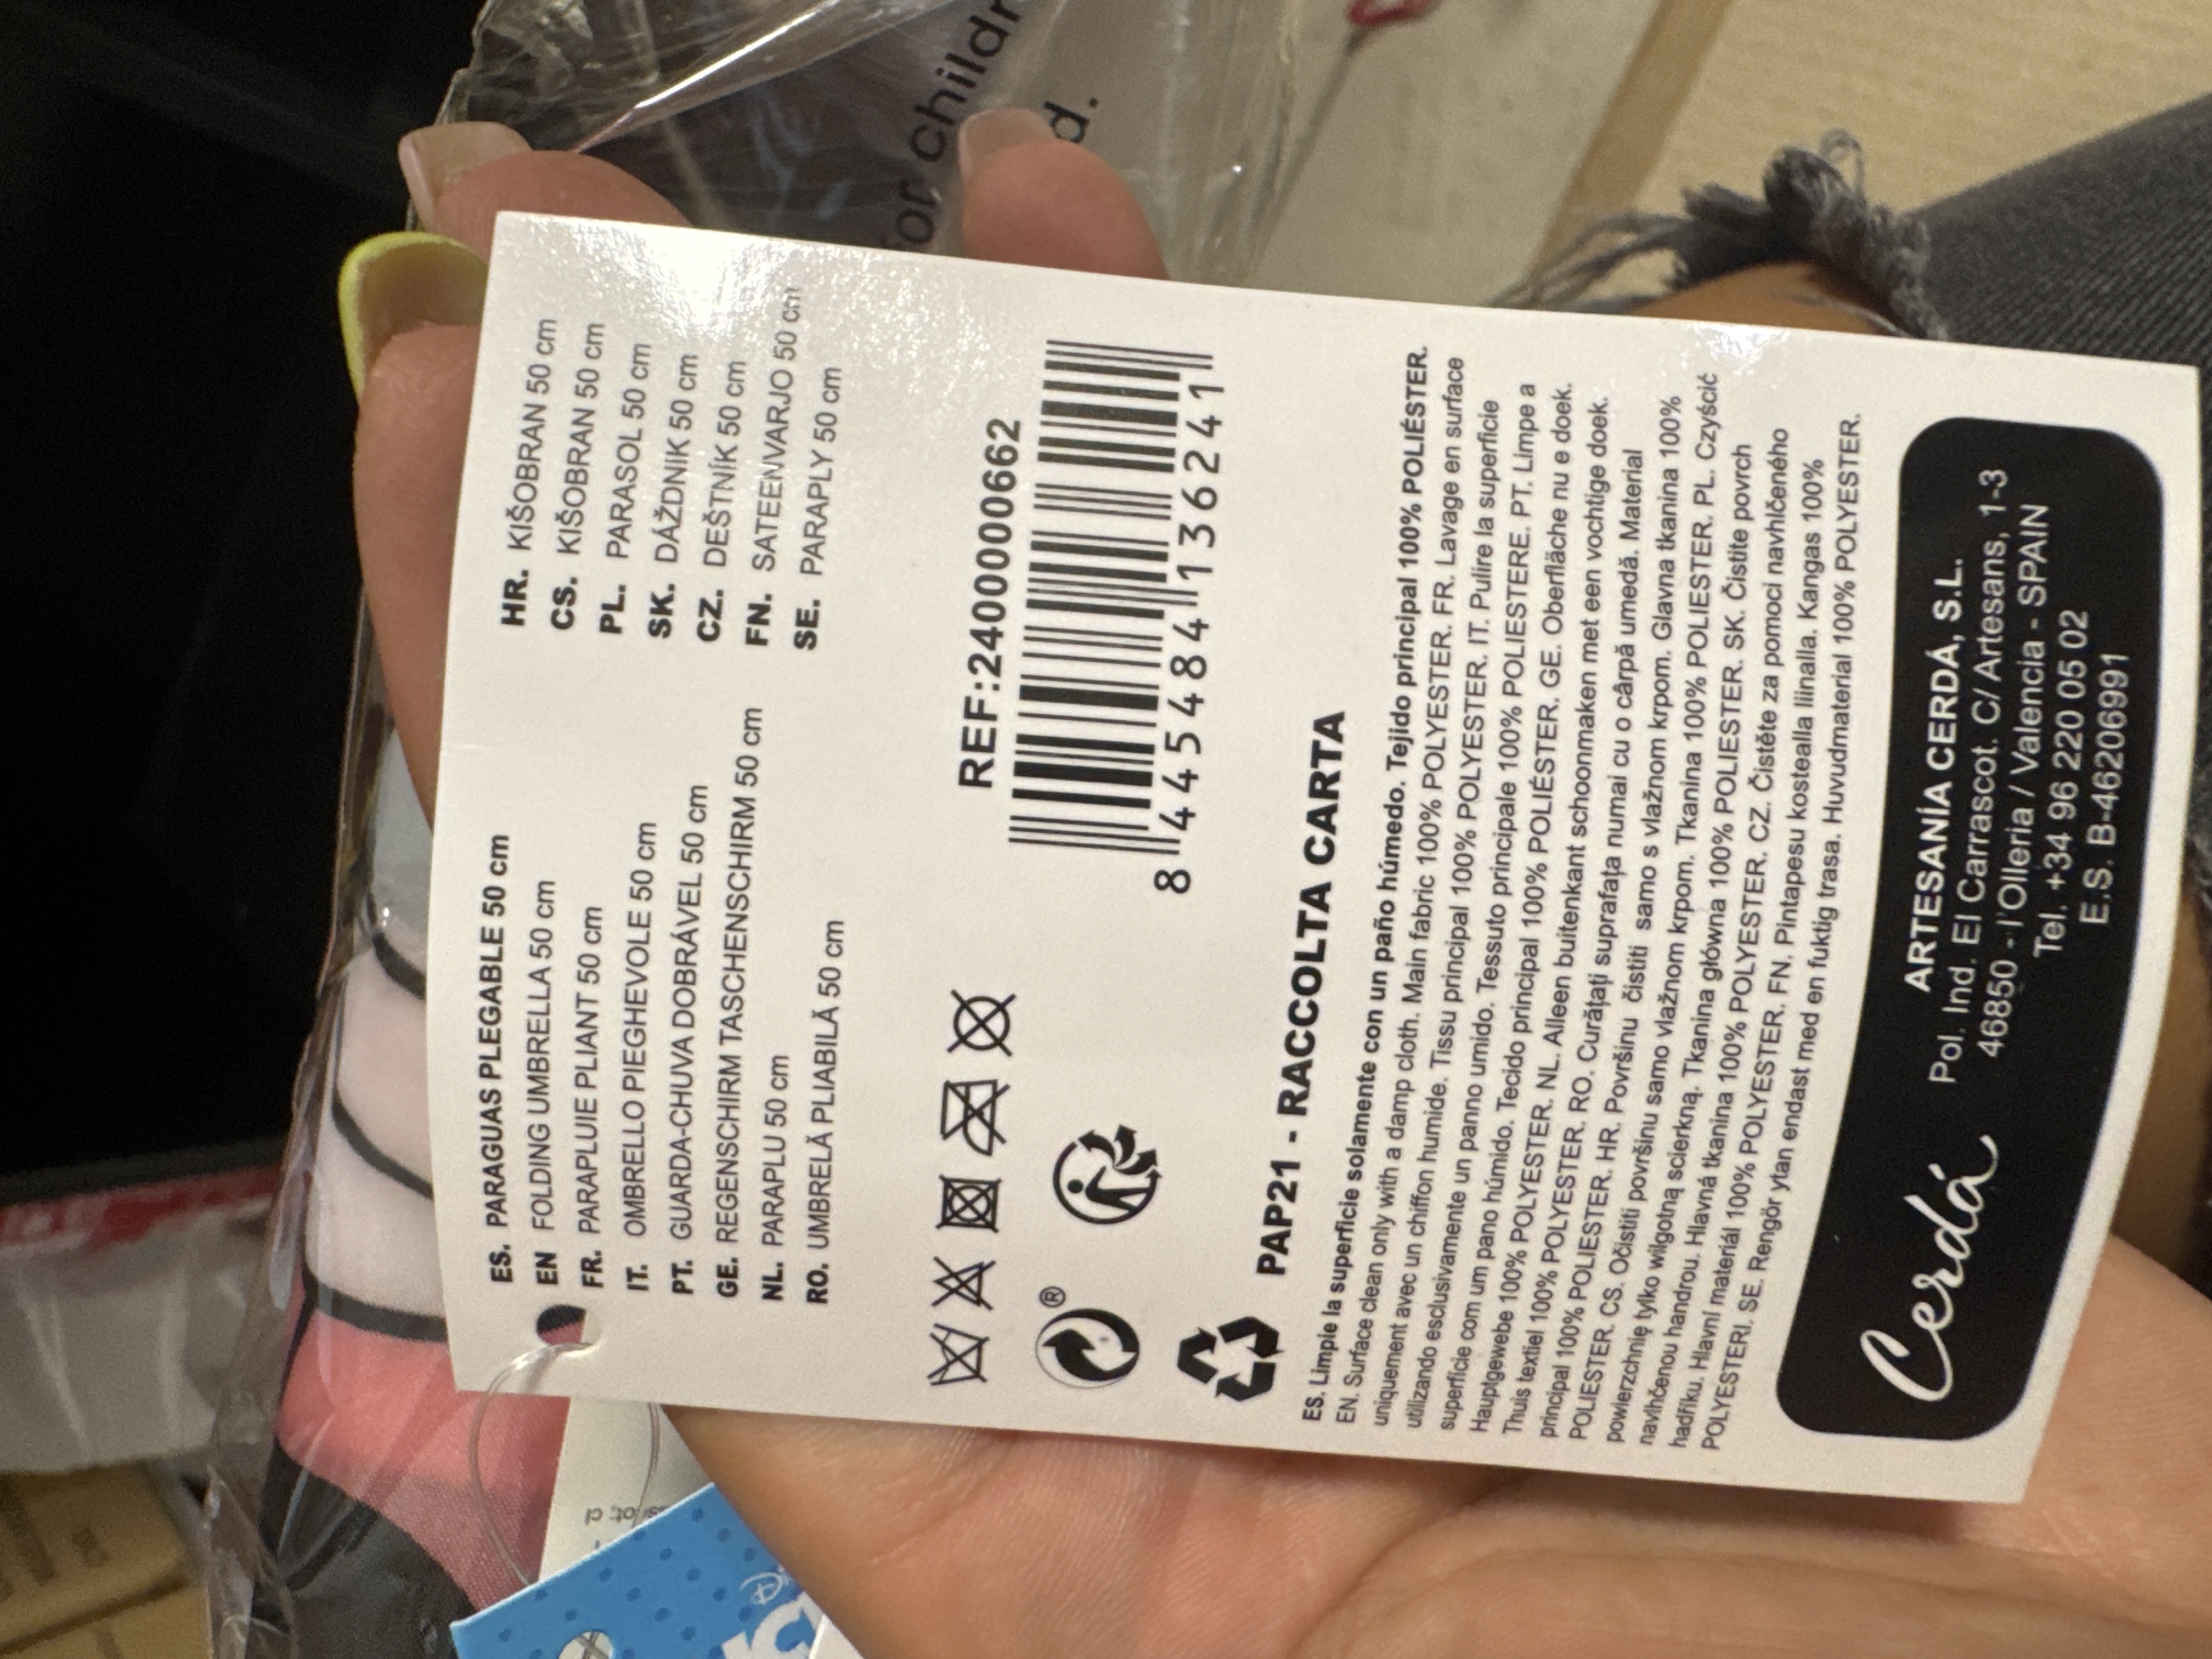 ES. PARAGUAS PLEGABLE 50 cm
EN FOLDING UMBRELLA 50 cm
FR. PARAPLUIE PLIANT 50 cm
IT. OMBRELLO PIEGHEVOLE 50 cm
PT. GUARDA-CHUVA DOBRÁVEL 50 cm
GE. REGENSCHIRM TASCHENSCHIRM 50 cm
NL. PARAPLU 50 cm
RO. UMBRELĂ PLIABILĂ 50 cm
HR. KIŠOBRAN 50 cm
CS. KIŠOBRAN 50 cm
PL. PARASOL 50 cm
SK. DÁŽDNIK 50 cm
CZ. DEŠTNÍK 50 cm
FN. SATEENVARJO 50 cm
SE. PARAPLY 50 cm
REF:2400000662
8 445484 136241
®
PAP21 - RACCOLTA CARTA
ES. Limpie la superficie solamente con un paño húmedo. Tejido principal 100% POLIÉSTER.
EN. Surface clean only with a damp cloth. Main fabric 100% POLYESTER. FR. Lavage en surface
uniquement avec un chiffon humide. Tissu principal 100% POLYESTER. IT. Pulire la superficie
utilizando esclusivamente un panno umido. Tessuto principale 100% POLIESTERE. PT. Limpe a
superfície com um pano húmido. Tecido principal 100% POLIÉSTER. GE. Oberfläche nu e doek.
Hauptgewebe 100% POLYESTER. NL. Alleen buitenkant schoonmaken met een vochtige doek.
Thuis textiel 100% POLYESTER. RO. Curățați suprafața numai cu o cârpă umedă. Material
principal 100% POLIESTER. HR. Površinu čistiti samo s vlažnom krpom. Glavna tkanina 100%
POLIESTER. CS. Očistiti površinu samo vlažnom krpom. Tkanina 100% POLIESTER. PL. Czyścić
powierzchnię tylko wilgotną scierkną. Tkanina główna 100% POLIESTER. SK. Čistite povrch
navlhčenou handrou. Hlavná tkanina 100% POLYESTER. CZ. Čistěte za pomoci navhlčeného
hadříku. Hlavní materiál 100% POLYESTER. FN. Pintapesu kostealla liinalla. Kangas 100%
POLYESTERI. SE. Rengör ytan endast med en fuktig trasa. Huvudmaterial 100% POLYESTER.
Cerdá
ARTESANÍA CERDÁ, S.L.
Pol. Ind. El Carrascot. C/ Artesans, 1-3
46850 - l'Olleria / Valencia - SPAIN
Tel. +34 96 220 05 02
E.S. B-46206991
for childr
d.